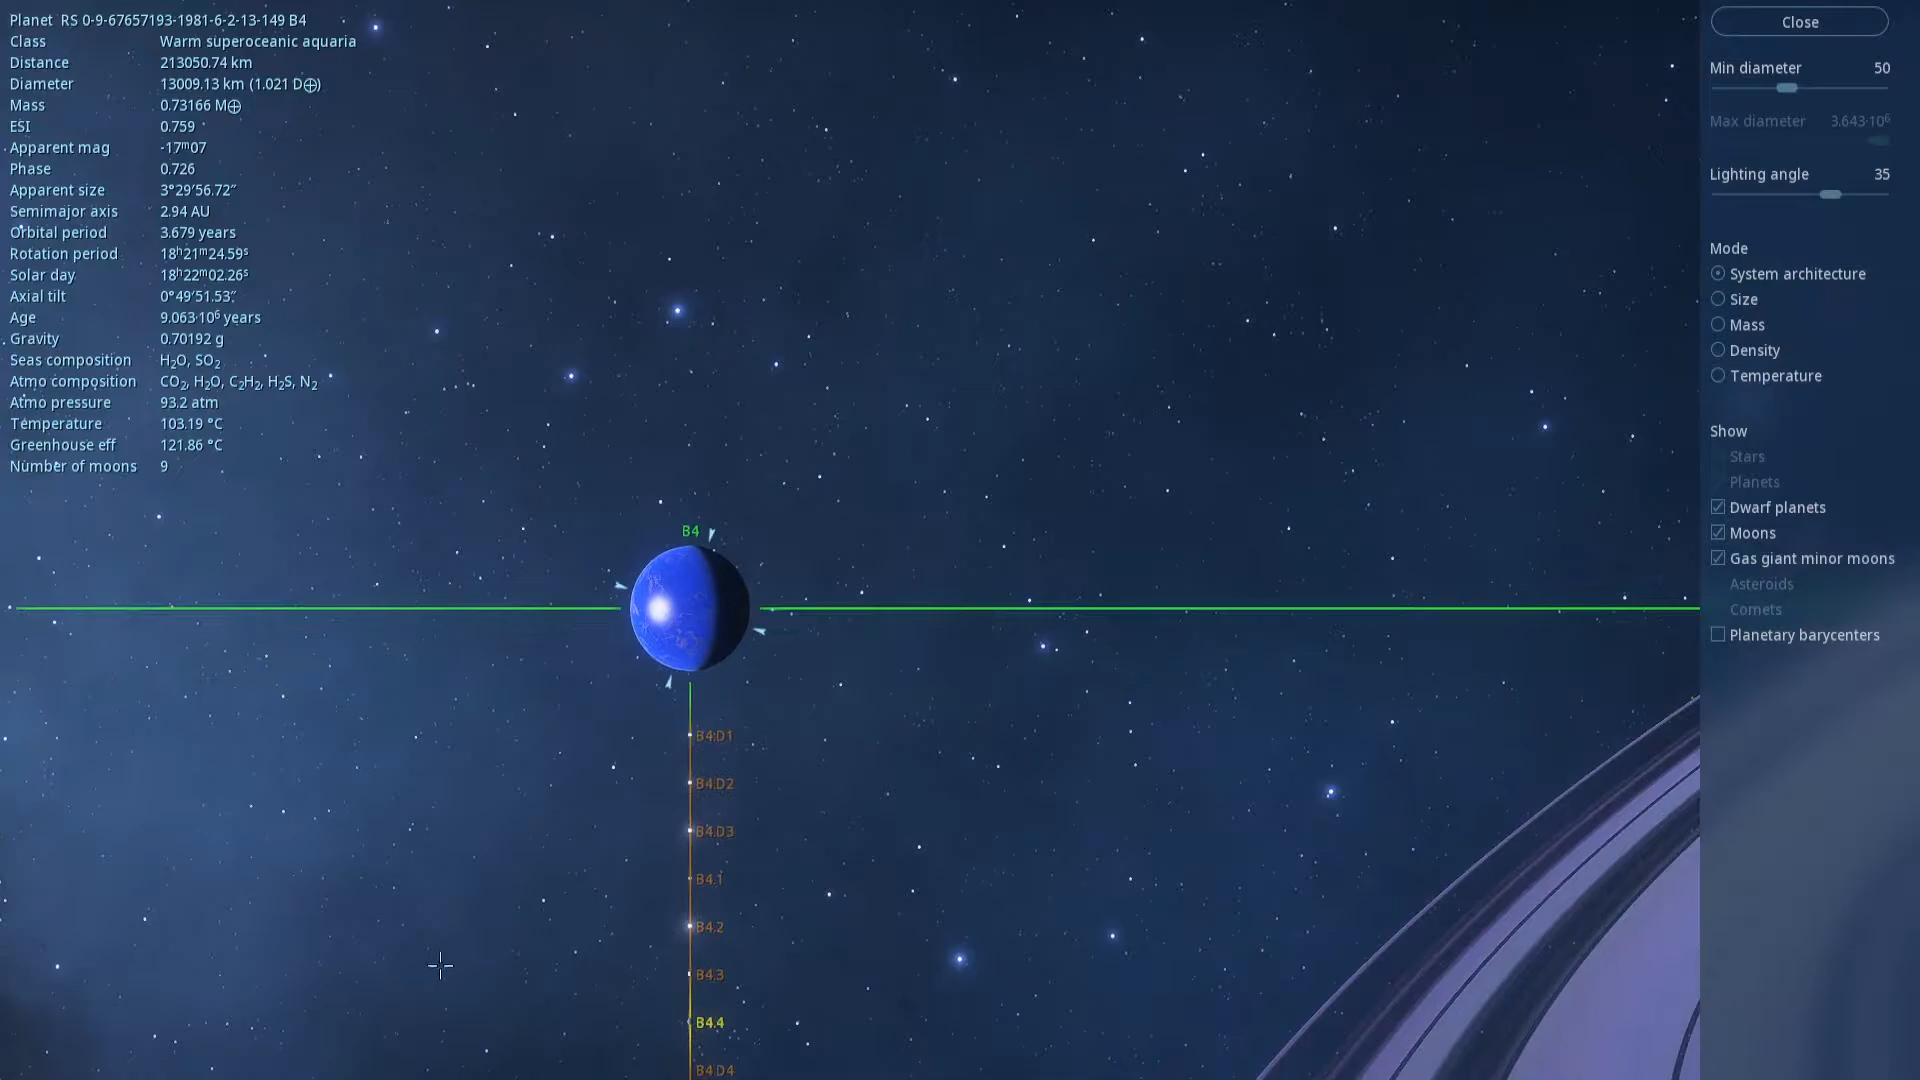 Planet RS 0-9-67657193-1981-6-2-13-149 B4
Class Warm superoceanic aquaria
Distance 213050.74 km
Diameter 13009.13 km (1.021 D⊕)
Mass 0.73166 M⊕
ESI 0.759
Apparent mag -17ᵐ07
Phase 0.726
Apparent size 3°29′56.72″
Semimajor axis 2.94 AU
Orbital period 3.679 years
Rotation period 18ʰ21ᵐ24.59ˢ
Solar day 18ʰ22ᵐ02.26ˢ
Axial tilt 0°49′51.53″
Age 9.063·10⁶ years
Gravity 0.70192 g
Seas composition H₂O, SO₂
Atmo composition CO₂, H₂O, C₂H₂, H₂S, N₂
Atmo pressure 93.2 atm
Temperature 103.19 °C
Greenhouse eff 121.86 °C
Number of moons 9
B4
B4.D1
B4.D2
B4.D3
B4.1
B4.2
B4.3
B4.4
B4.D4
Close
Min diameter 50
Max diameter 3.643·10⁶
Lighting angle 35
Mode
System architecture
Size
Mass
Density
Temperature
Show
Stars
Planets
Dwarf planets
Moons
Gas giant minor moons
Asteroids
Comets
Planetary barycenters